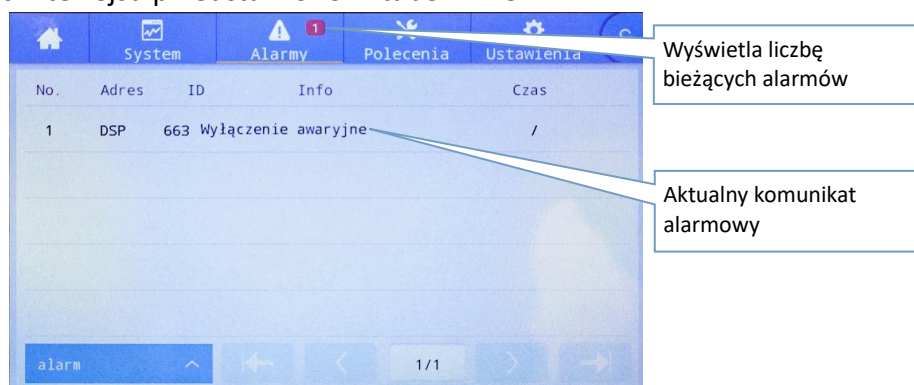 System
Alarmy
1
Polecenia
Ustawienia
Wyświetla liczbę
bieżących alarmów
No. Adres ID Info Czas
1 DSP 663 Wyłączenie awaryjne /
Aktualny komunikat
alarmowy
alarm
1/1